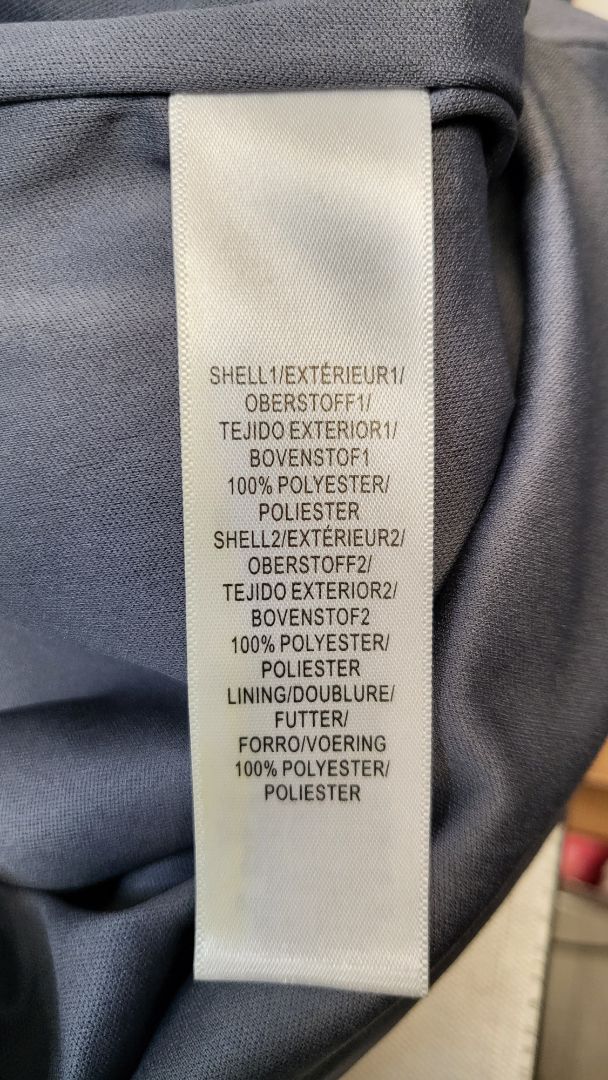 SHELL1/EXTÉRIEUR1/
OBERSTOFF1/
TEJIDO EXTERIOR1/
BOVENSTOF1
100% POLYESTER/
POLIESTER
SHELL2/EXTÉRIEUR2/
OBERSTOFF2/
TEJIDO EXTERIOR2/
BOVENSTOF2
100% POLYESTER/
POLIESTER
LINING/DOUBLURE/
FUTTER/
FORRO/VOERING
100% POLYESTER/
POLIESTER